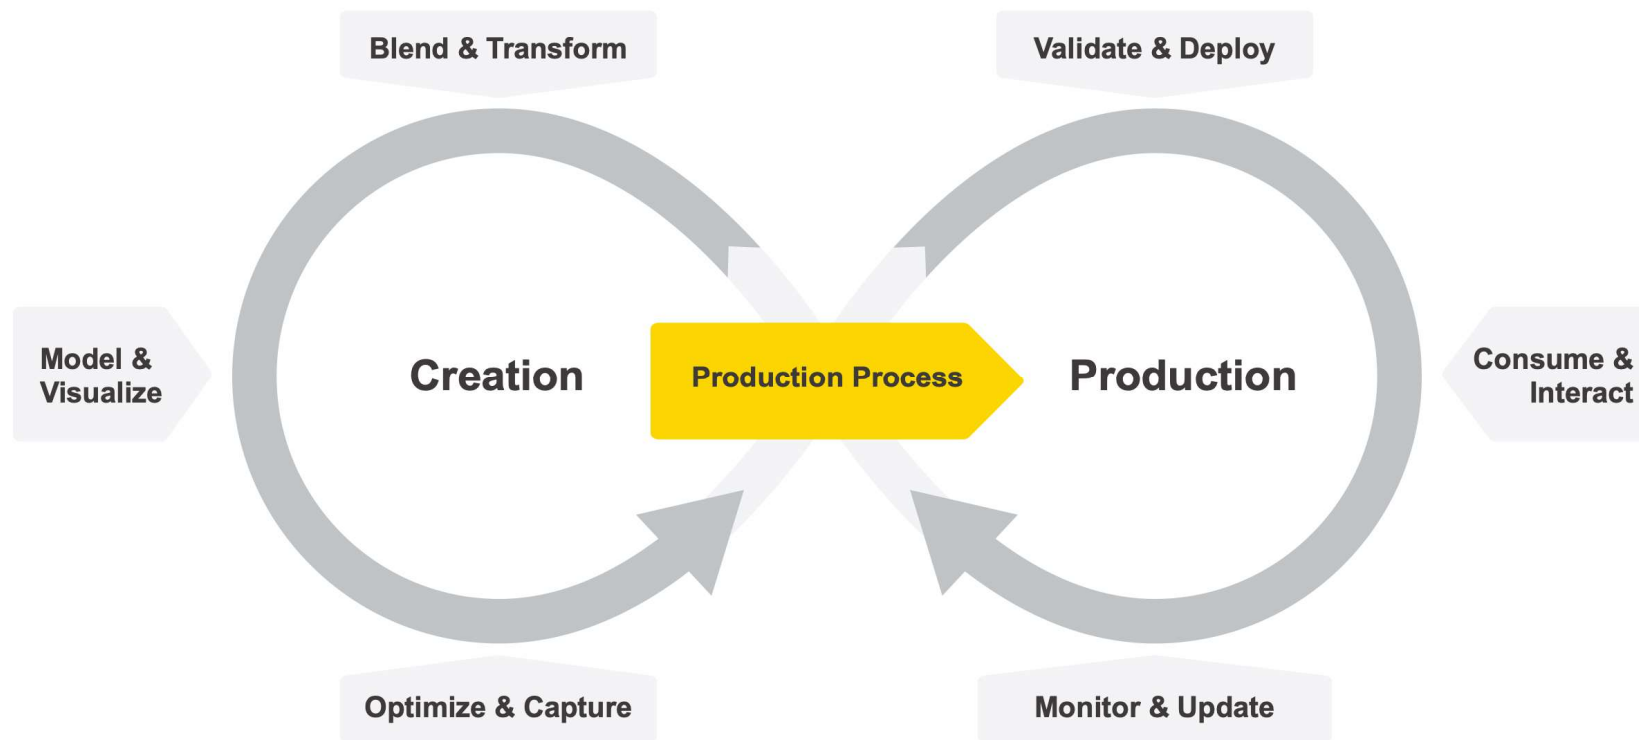 Blend & Transform
Validate & Deploy
Model &
Visualize
Creation
Production Process
Production
Consume &
Interact
Optimize & Capture
Monitor & Update